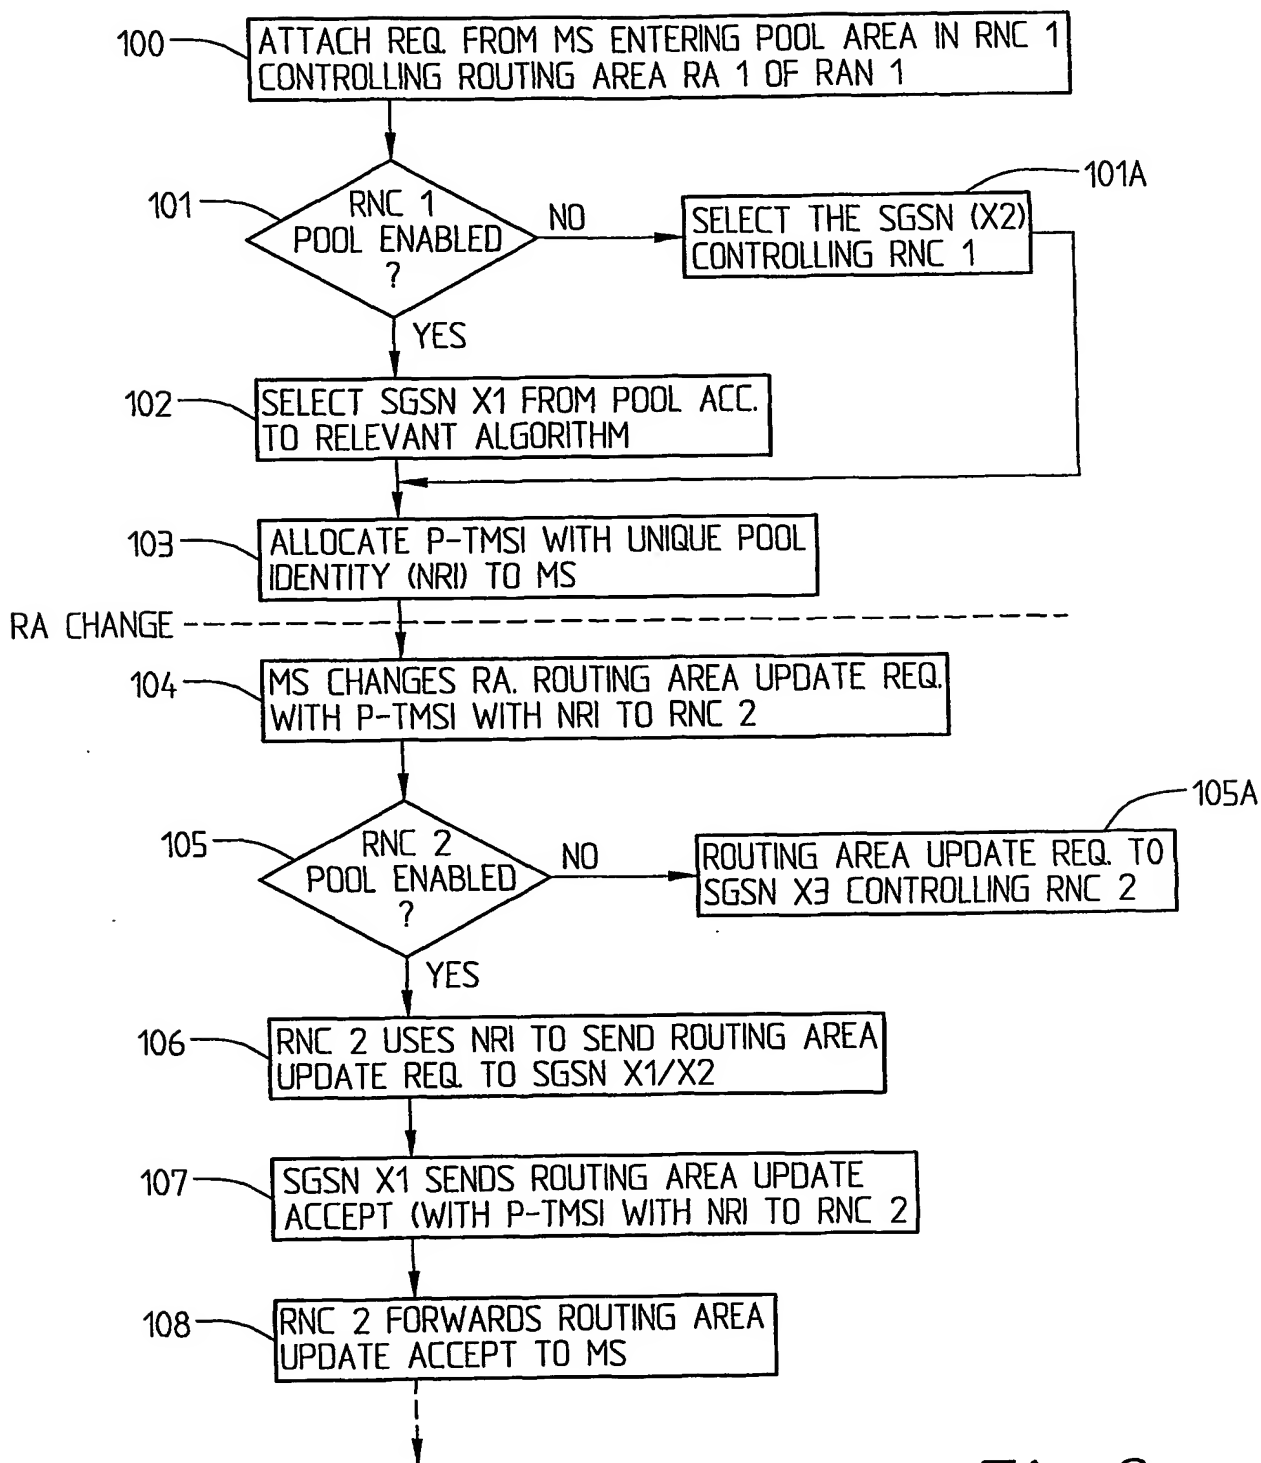 100
ATTACH REQ. FROM MS ENTERING POOL AREA IN RNC 1
CONTROLLING ROUTING AREA RA 1 OF RAN 1
101
RNC 1
POOL ENABLED
?
NO
101A
SELECT THE SGSN (X2)
CONTROLLING RNC 1
YES
102
SELECT SGSN X1 FROM POOL ACC.
TO RELEVANT ALGORITHM
103
ALLOCATE P-TMSI WITH UNIQUE POOL
IDENTITY (NRI) TO MS
RA CHANGE
104
MS CHANGES RA. ROUTING AREA UPDATE REQ.
WITH P-TMSI WITH NRI TO RNC 2
105
RNC 2
POOL ENABLED
?
NO
105A
ROUTING AREA UPDATE REQ. TO
SGSN X3 CONTROLLING RNC 2
YES
106
RNC 2 USES NRI TO SEND ROUTING AREA
UPDATE REQ. TO SGSN X1/X2
107
SGSN X1 SENDS ROUTING AREA UPDATE
ACCEPT (WITH P-TMSI WITH NRI TO RNC 2
108
RNC 2 FORWARDS ROUTING AREA
UPDATE ACCEPT TO MS